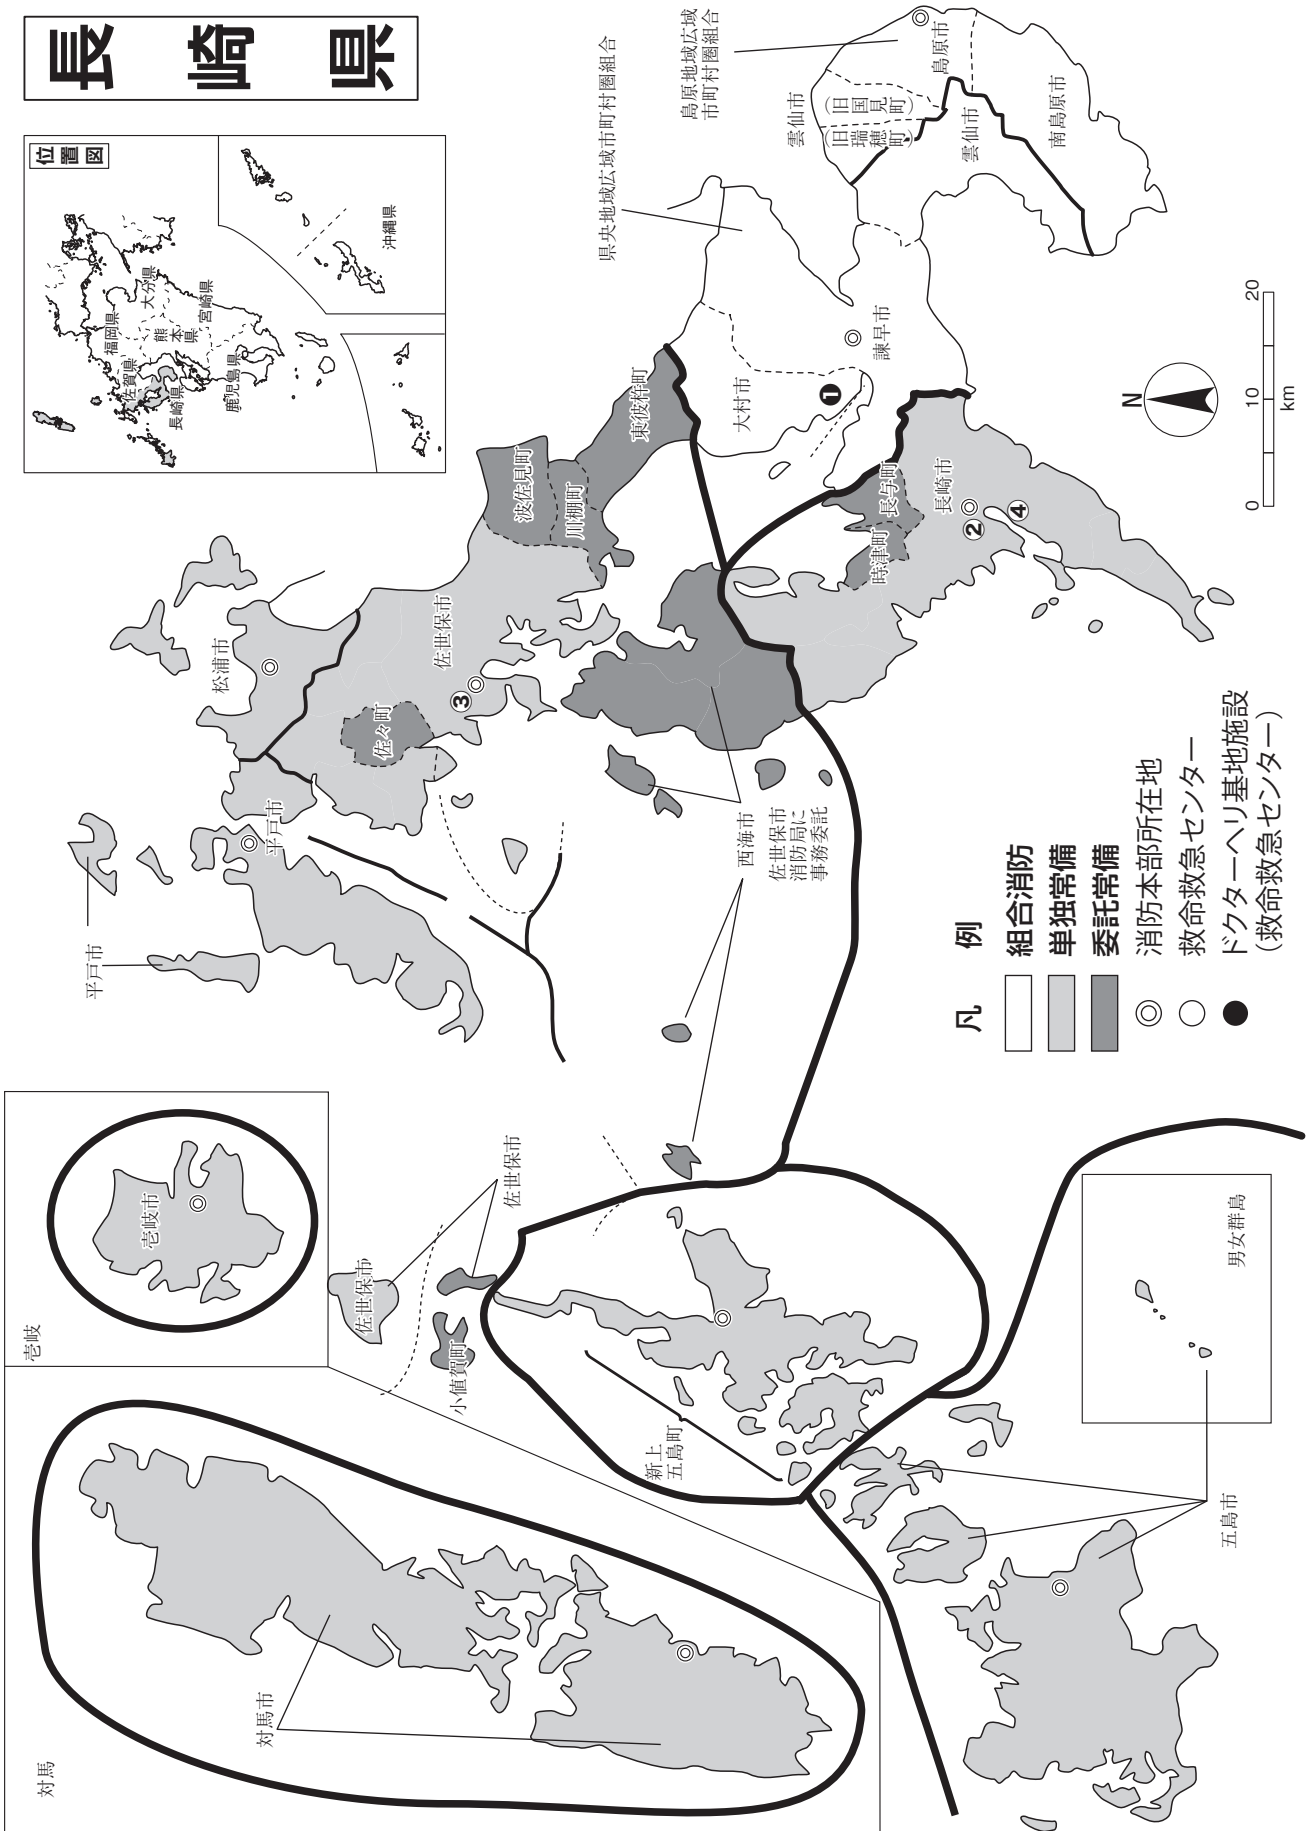 長崎県
位置図
福岡県
佐賀県
長崎県
大分県
熊本県
宮崎県
鹿児島県
沖縄県
県央地域広域市町村圏組合
島原地域広域
市町村圏組合
雲仙市
(旧国見町)
(旧瑞穂町)
島原市
雲仙市
南島原市
諫早市
大村市
❶
東彼杵町
波佐見町
川棚町
長与町
時津町
長崎市
②
④
松浦市
佐世保市
③
佐々町
平戸市
平戸市
西海市
佐世保市
消防局に
事務委託
佐世保市
佐世保市
小値賀町
新上
五島町
五島市
男女群島
壱岐
壱岐市
対馬
対馬市
凡例
組合消防
単独常備
委託常備
消防本部所在地
救命救急センター
ドクターヘリ基地施設
(救命救急センター)
N
0 10 20
km